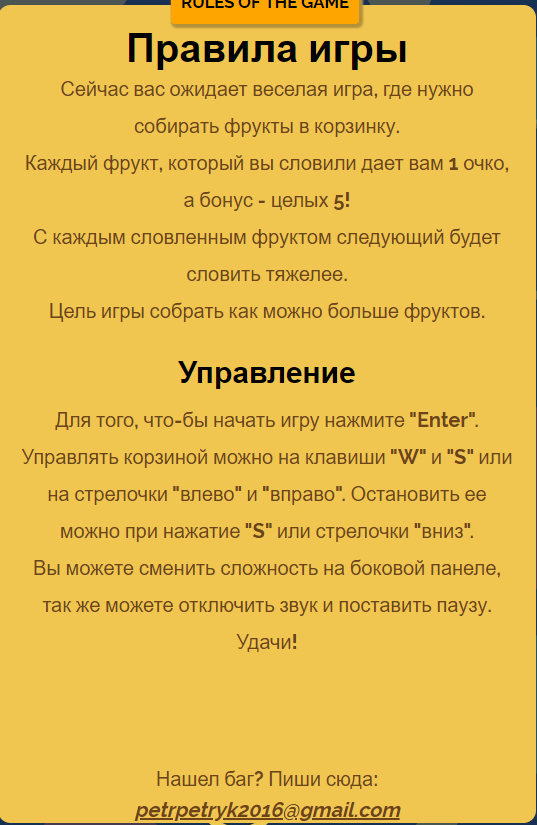 RULES OF THE GAME
Правила игры
Сейчас вас ожидает веселая игра, где нужно
собирать фрукты в корзинку.
Каждый фрукт, который вы словили дает вам 1 очко,
а бонус - целых 5!
С каждым словленным фруктом следующий будет
словить тяжелее.
Цель игры собрать как можно больше фруктов.
Управление
Для того, что-бы начать игру нажмите "Enter".
Управлять корзиной можно на клавиши "W" и "S" или
на стрелочки "влево" и "вправо". Остановить ее
можно при нажатие "S" или стрелочки "вниз".
Вы можете сменить сложность на боковой панеле,
так же можете отключить звук и поставить паузу.
Удачи!
Нашел баг? Пиши сюда:
petrpetryk2016@gmail.com